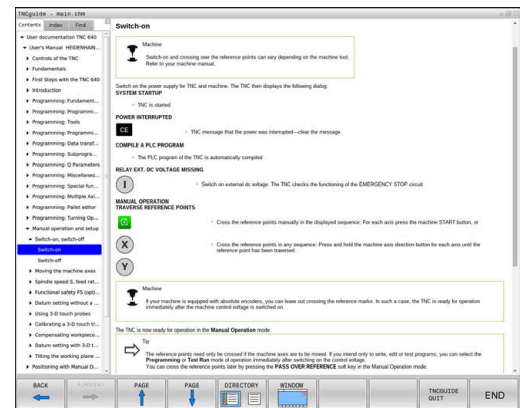 TNCguide - main.chm
Contents Index Find
User documentation TNC 640
User's Manual HEIDENHAIN...
Controls of the TNC
Fundamentals
First Steps with the TNC 640
Introduction
Programming: Fundament...
Programming: Programmi...
Programming: Tools
Programming: Programmi...
Programming: Data transf...
Programming: Subprogra...
Programming: Q Parameters
Programming: Miscellaneo...
Programming: Special fun...
Programming: Multiple Axi...
Programming: Pallet editor
Programming: Turning Op...
Manual operation and setup
Switch-on, switch-off
Switch-on
Switch-off
Moving the machine axes
Spindle speed S, feed rat...
Functional safety FS (opti...
Datum setting without a ...
Using 3-D touch probes
Calibrating a 3-D touch tr...
Compensating workpiece...
Datum setting with 3-D t...
Tilting the working plane ...
Positioning with Manual D...
Switch-on
Machine
Switch-on and crossing over the reference points can vary depending on the machine tool.
Refer to your machine manual.
Switch on the power supply for TNC and machine. The TNC then displays the following dialog:
SYSTEM STARTUP
TNC is started
POWER INTERRUPTED
CE
TNC message that the power was interrupted—clear the message
COMPILE A PLC PROGRAM
The PLC program of the TNC is automatically compiled
RELAY EXT. DC VOLTAGE MISSING
I
Switch on external dc voltage. The TNC checks the functioning of the EMERGENCY STOP circuit
MANUAL OPERATION
TRAVERSE REFERENCE POINTS
Cross the reference points manually in the displayed sequence: For each axis press the machine START button, or
X
Cross the reference points in any sequence: Press and hold the machine axis direction button for each axis until the
reference point has been traversed
Y
Machine
If your machine is equipped with absolute encoders, you can leave out crossing the reference marks. In such a case, the TNC is ready for operation
immediately after the machine control voltage is switched on.
The TNC is now ready for operation in the Manual Operation mode.
Tip
The reference points need only be crossed if the machine axes are to be moved. If you intend only to write, edit or test programs, you can select the
Programming or Test Run mode of operation immediately after switching on the control voltage.
You can cross the reference points later by pressing the PASS OVER REFERENCE soft key in the Manual Operation mode.
BACK FORWARD PAGE PAGE DIRECTORY WINDOW TNCGUIDE QUIT END